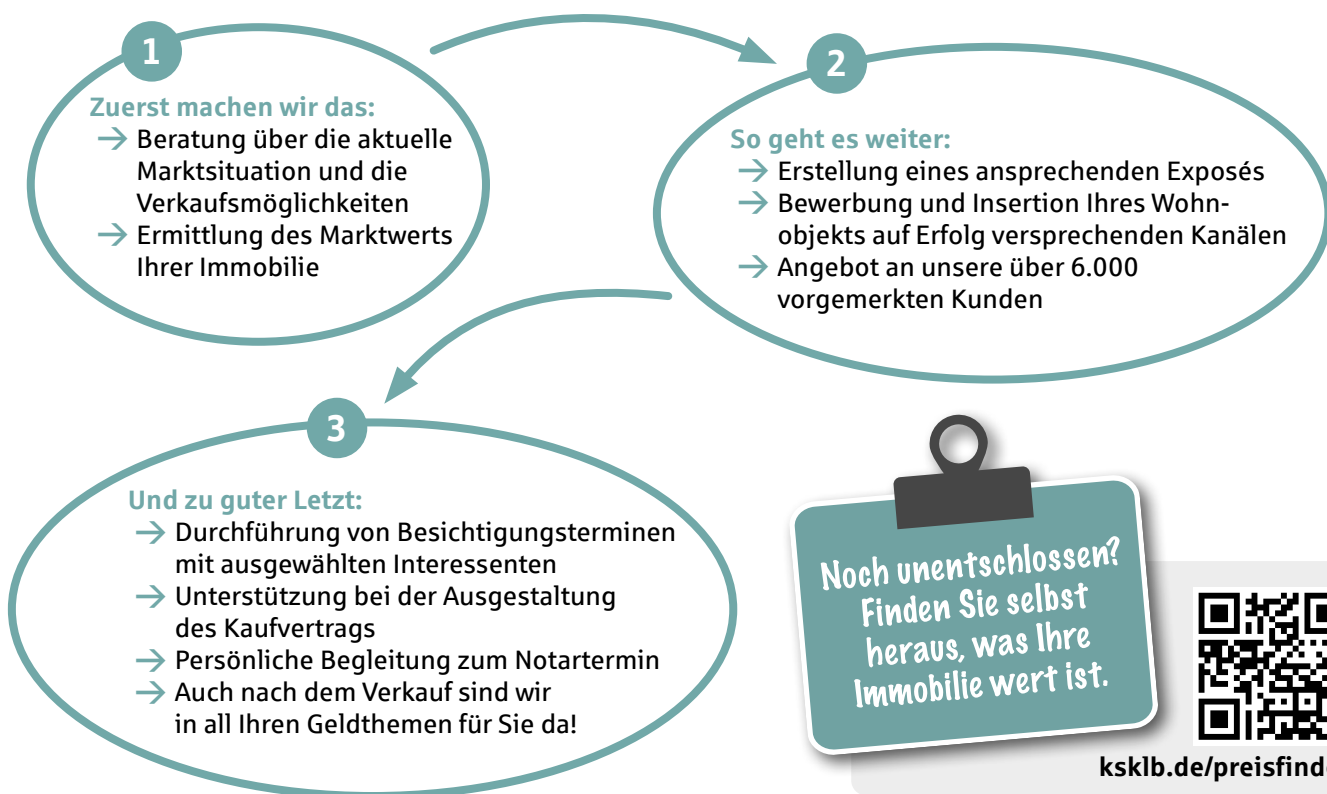 1
Zuerst machen wir das:
→ Beratung über die aktuelle
Marktsituation und die
Verkaufsmöglichkeiten
→ Ermittlung des Marktwerts
Ihrer Immobilie
2
So geht es weiter:
→ Erstellung eines ansprechenden Exposés
→ Bewerbung und Insertion Ihres Wohn-
objekts auf Erfolg versprechenden Kanälen
→ Angebot an unsere über 6.000
vorgemerkten Kunden
3
Und zu guter Letzt:
→ Durchführung von Besichtigungsterminen
mit ausgewählten Interessenten
→ Unterstützung bei der Ausgestaltung
des Kaufvertrags
→ Persönliche Begleitung zum Notartermin
→ Auch nach dem Verkauf sind wir
in all Ihren Geldthemen für Sie da!
Noch unentschlossen?
Finden Sie selbst
heraus, was Ihre
Immobilie wert ist.